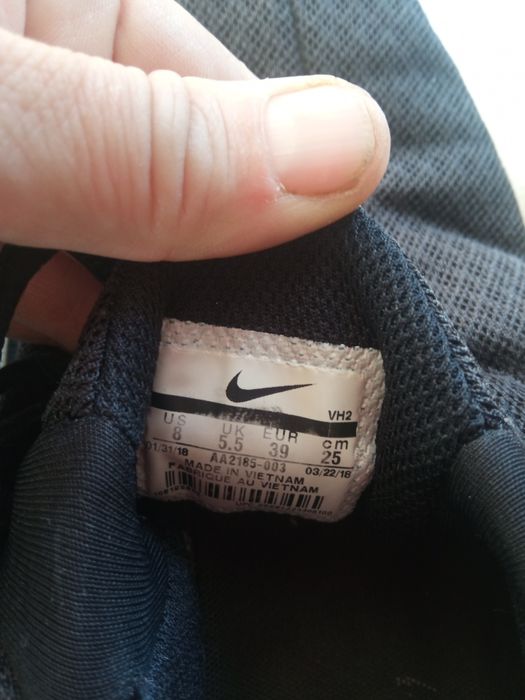 VH2
US UK EUR cm
8 5.5 39 25
01/31/18 AA2185-003 03/22/18
MADE IN VIETNAM
FABRIQUE AU VIETNAM